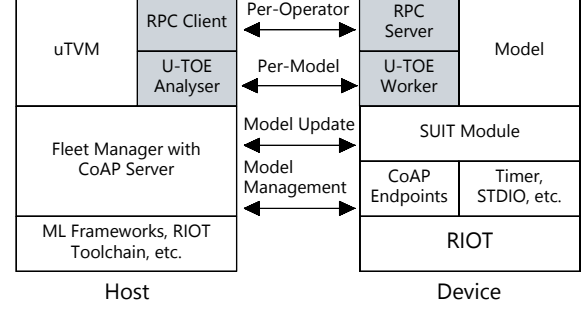 uTVM
RPC Client
U-TOE
Analyser
Fleet Manager with
CoAP Server
ML Frameworks, RIOT
Toolchain, etc.
Host
Per-Operator
Per-Model
Model Update
Model
Management
RPC
Server
U-TOE
Worker
Model
SUIT Module
CoAP
Endpoints
Timer,
STDIO, etc.
RIOT
Device